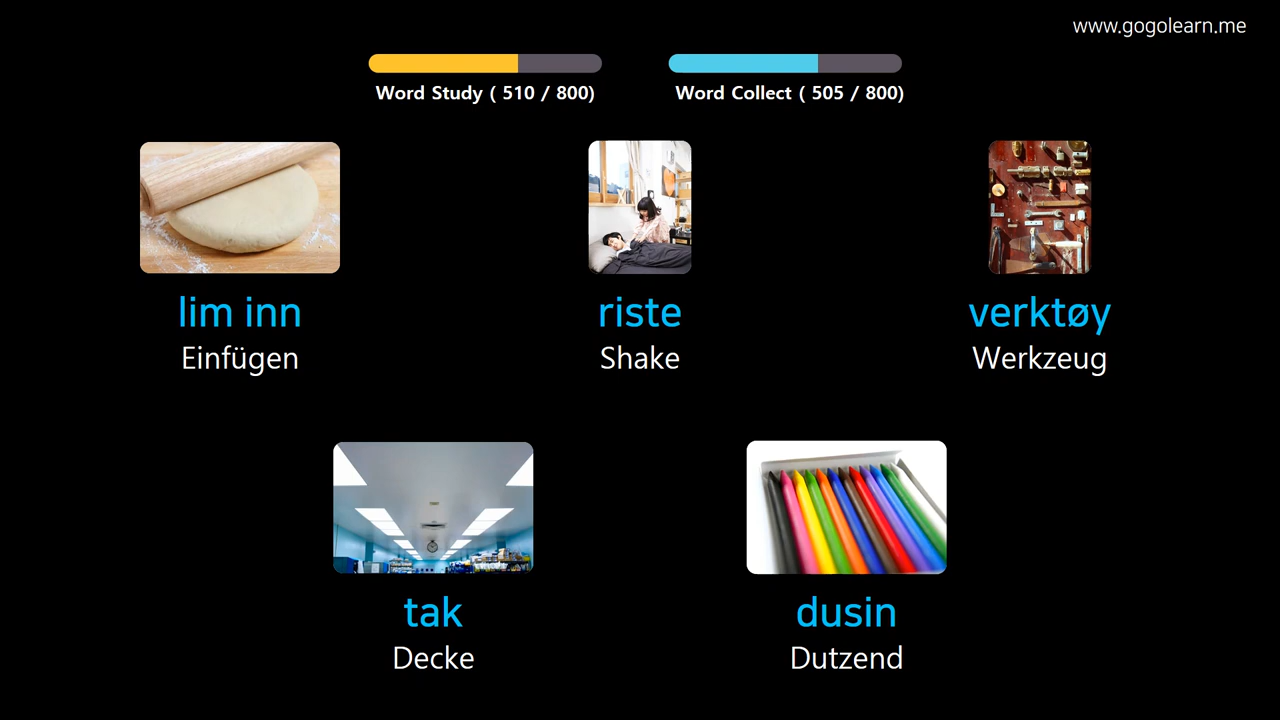 www.gogolearn.me
Word Study ( 510 / 800)
Word Collect ( 505 / 800)
lim inn
Einfügen
riste
Shake
verktøy
Werkzeug
tak
Decke
dusin
Dutzend